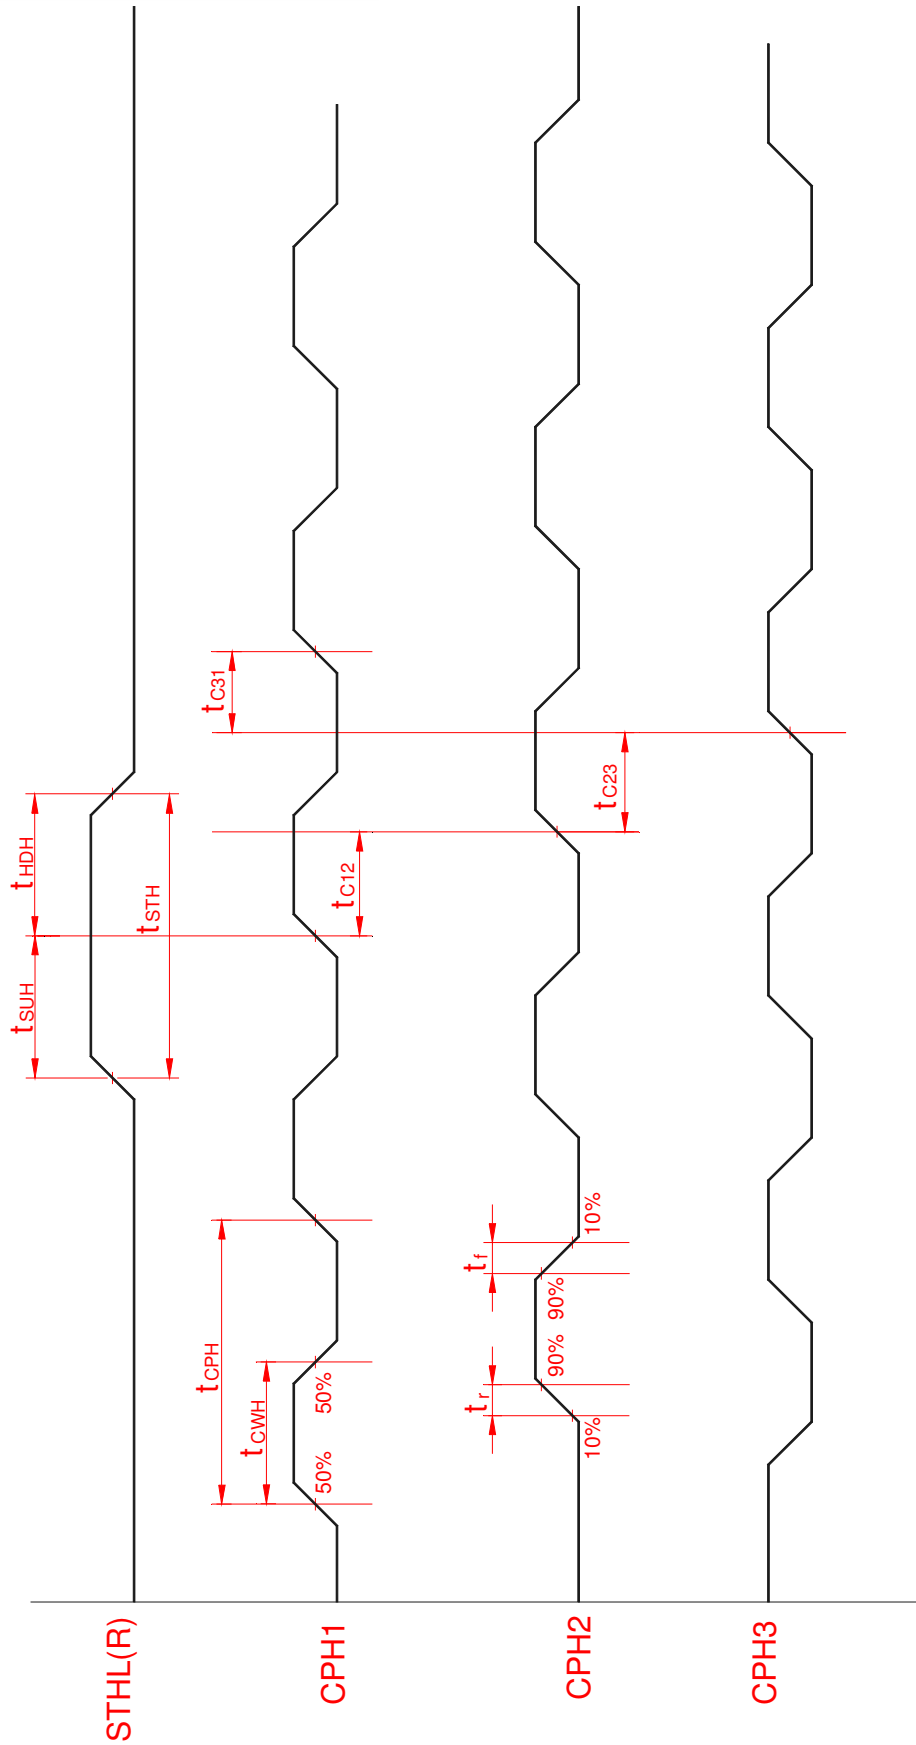 STHL(R)
tSUH
tHDH
tSTH
CPH1
tCPH
tCWH
50%
50%
tC12
tC31
CPH2
tr
tf
10%
90%
90%
10%
tC23
CPH3